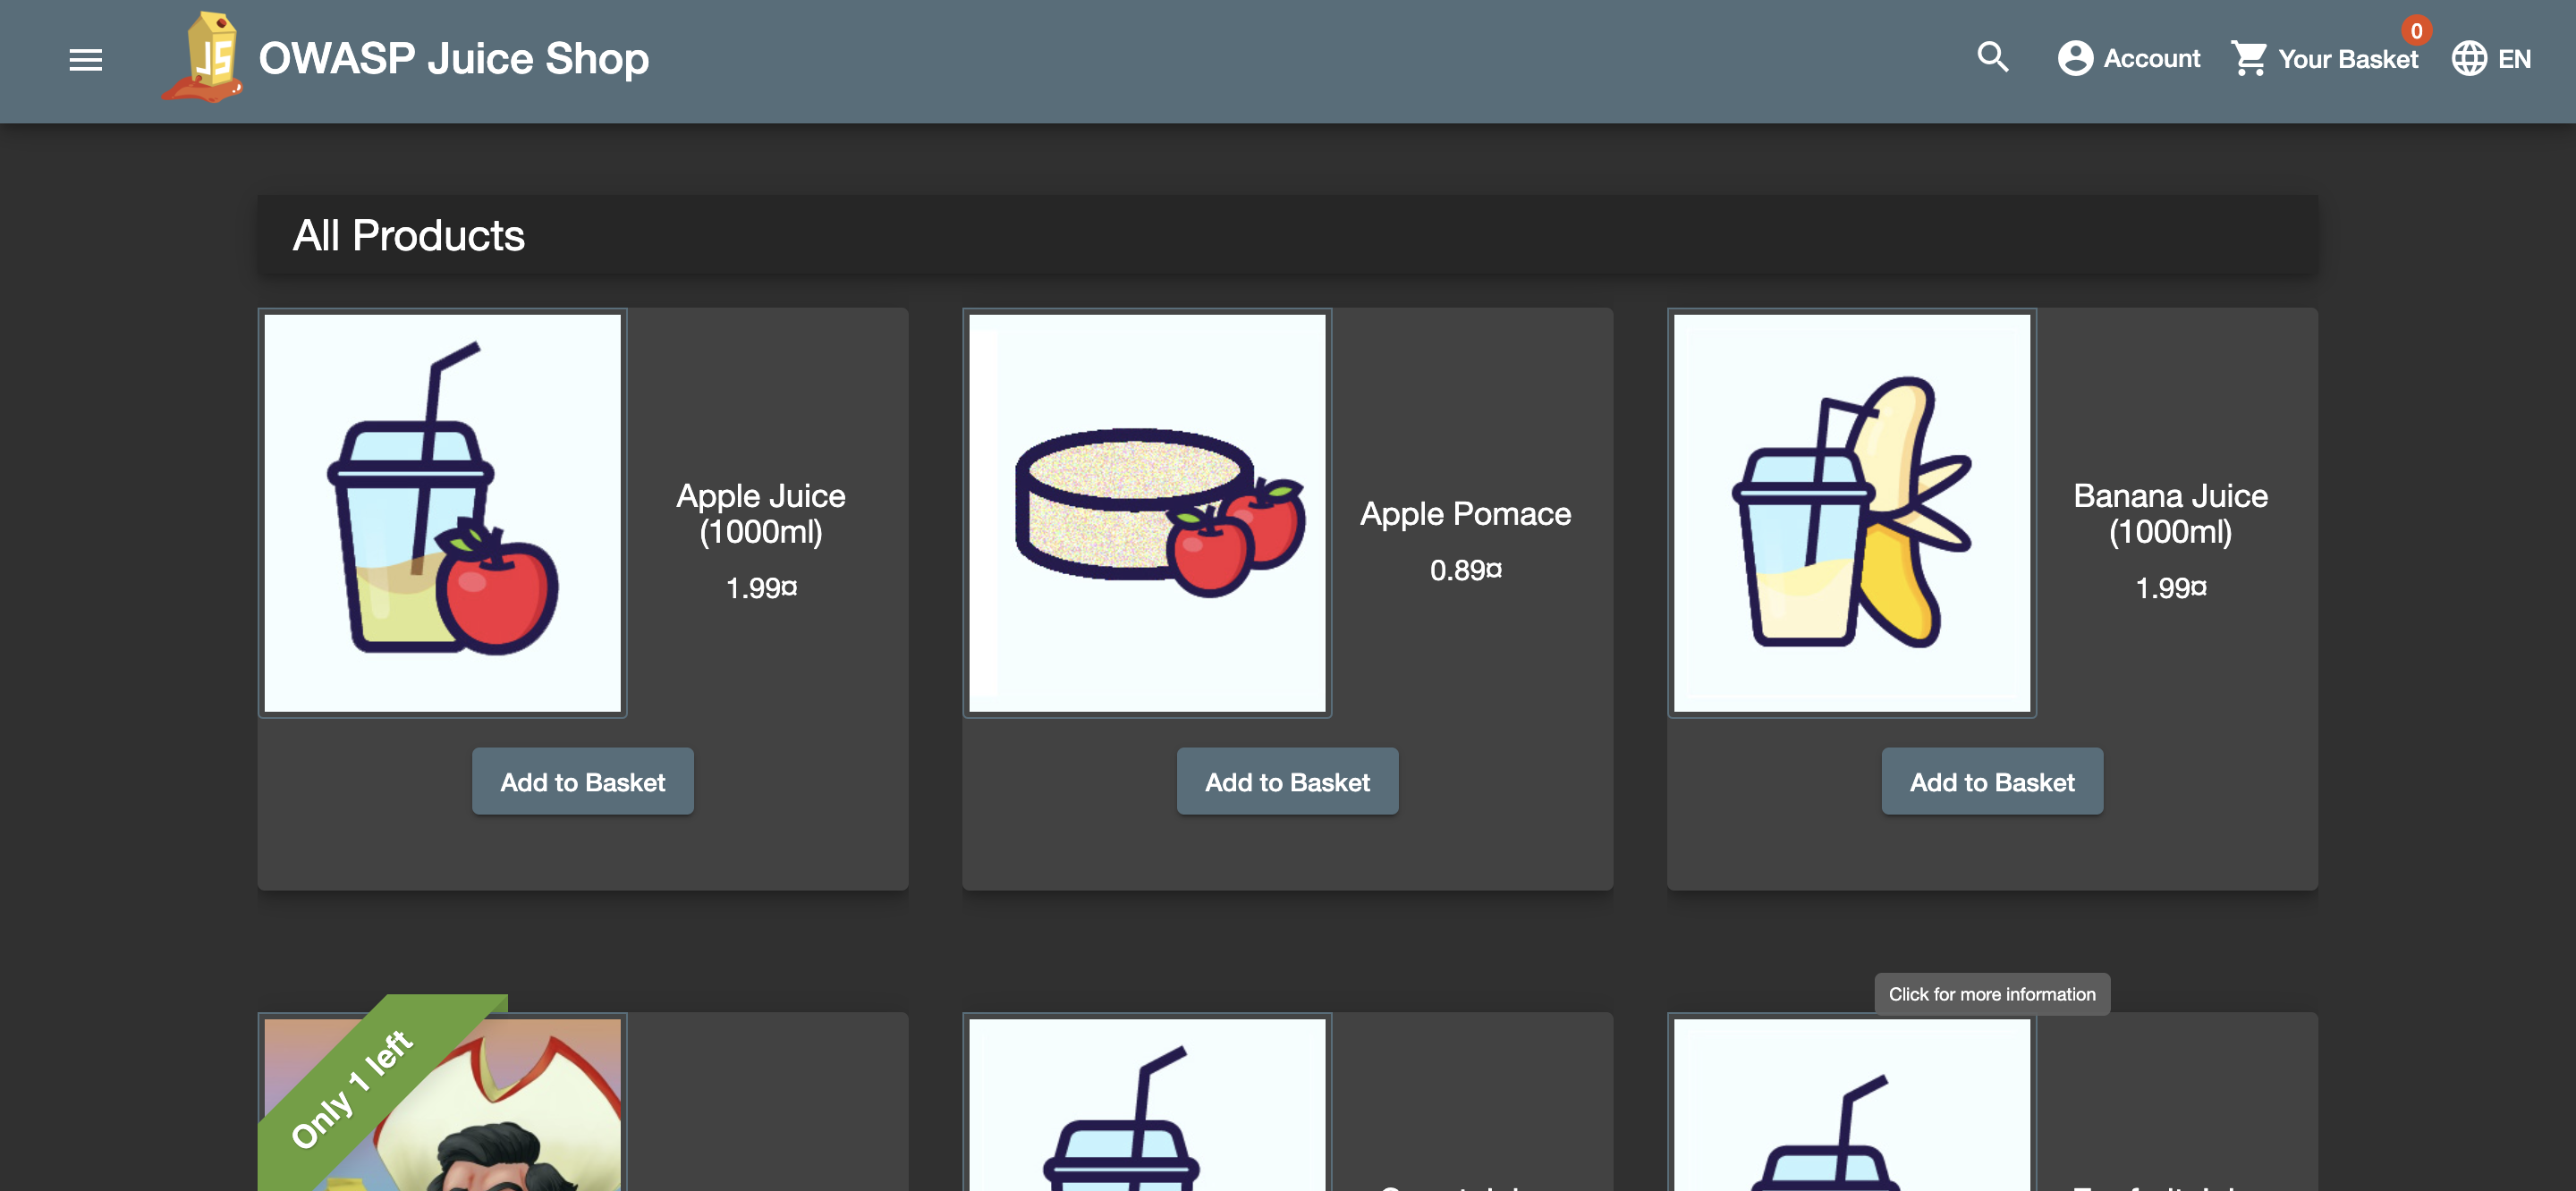 JS
OWASP Juice Shop
Account
Your Basket
0
EN
All Products
Apple Juice
(1000ml)
1.99¤
Add to Basket
Apple Pomace
0.89¤
Add to Basket
Banana Juice
(1000ml)
1.99¤
Add to Basket
Only 1 left
Click for more information